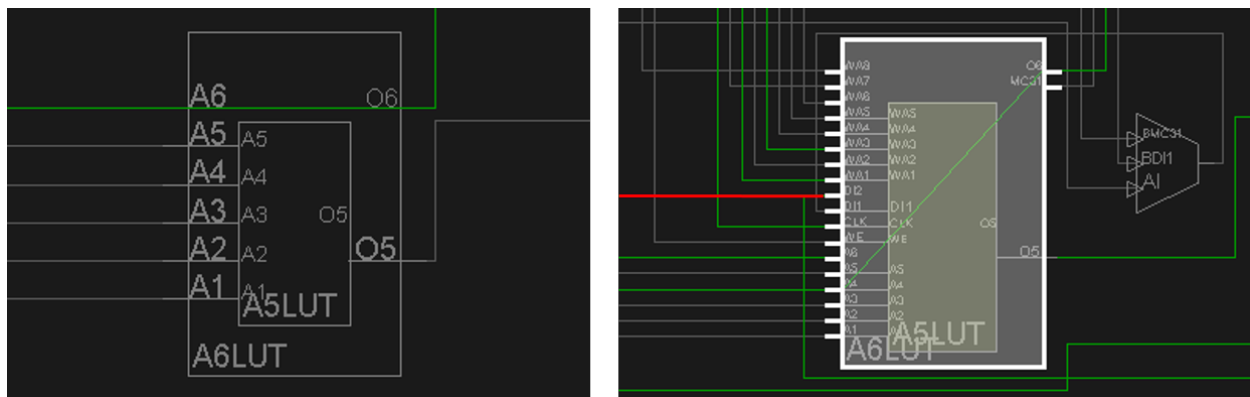 A6
O6
A5
A5
A4
A4
A3
A3
O5
A2
A2
O5
A1
A1
A5LUT
A6LUT
WA8
O6
WA7
MC31
WA6
WA5
WA5
WA4
WA4
WA3
WA3
WA2
WA2
WA1
WA1
DI2
DI1
DI1
CLK
CLK
O5
WE
WE
A6
O5
A5
A5
A4
A4
A3
A3
A2
A2
A1
A5LUT
A6LUT
BMC31
BDI1
AI